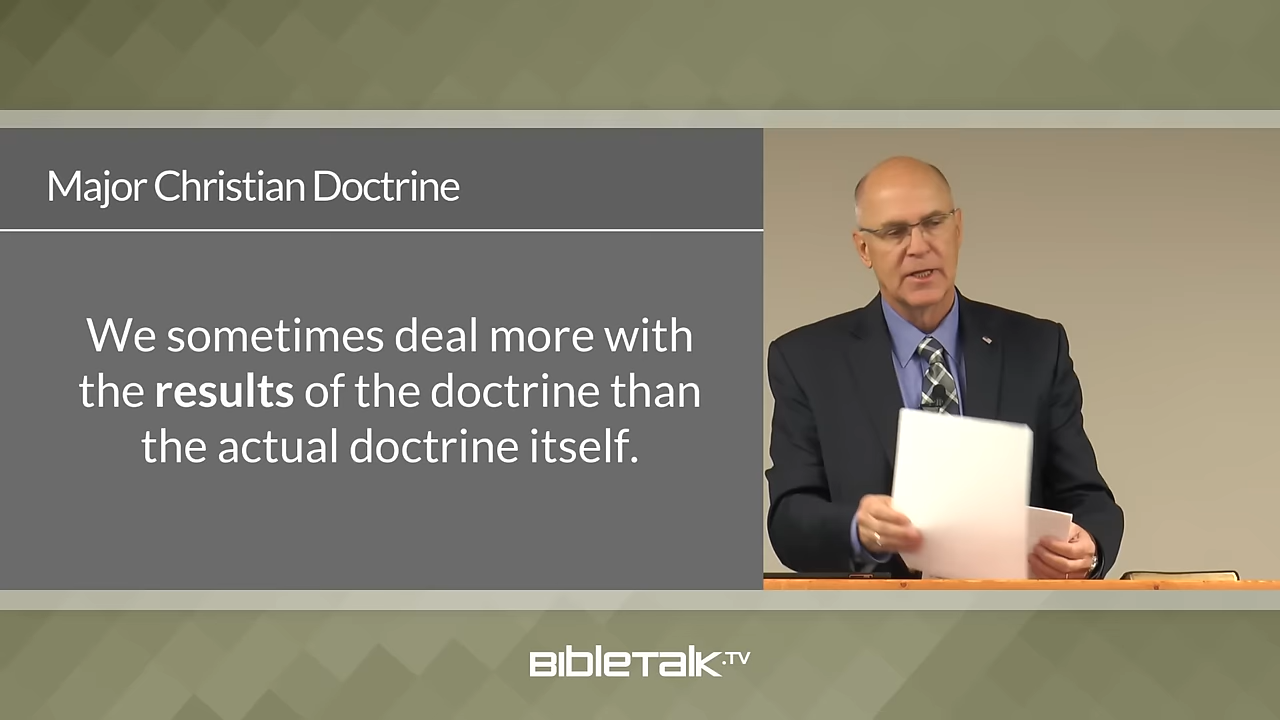 Major Christian Doctrine
We sometimes deal more with
the results of the doctrine than
the actual doctrine itself.
BIBLETALK.TV